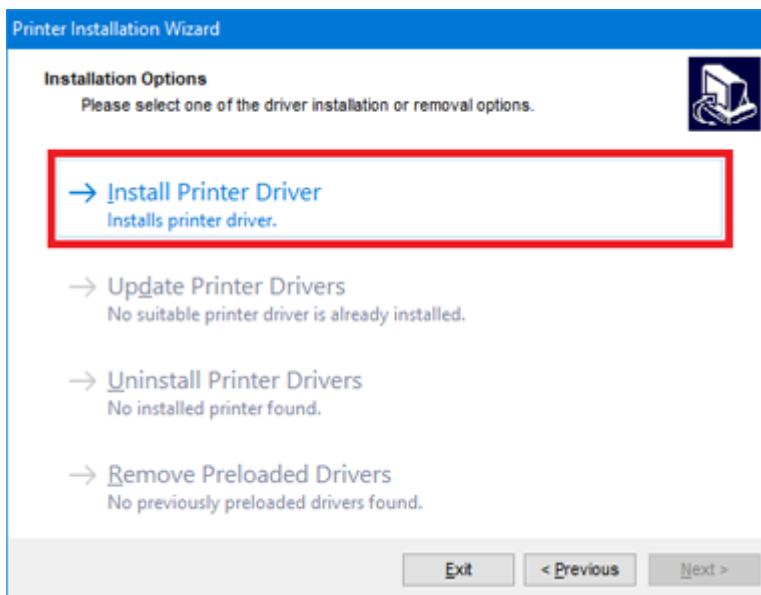 Printer Installation Wizard
Installation Options
Please select one of the driver installation or removal options.
→ Install Printer Driver
Installs printer driver.
→ Update Printer Drivers
No suitable printer driver is already installed.
→ Uninstall Printer Drivers
No installed printer found.
→ Remove Preloaded Drivers
No previously preloaded drivers found.
Exit < Previous Next >